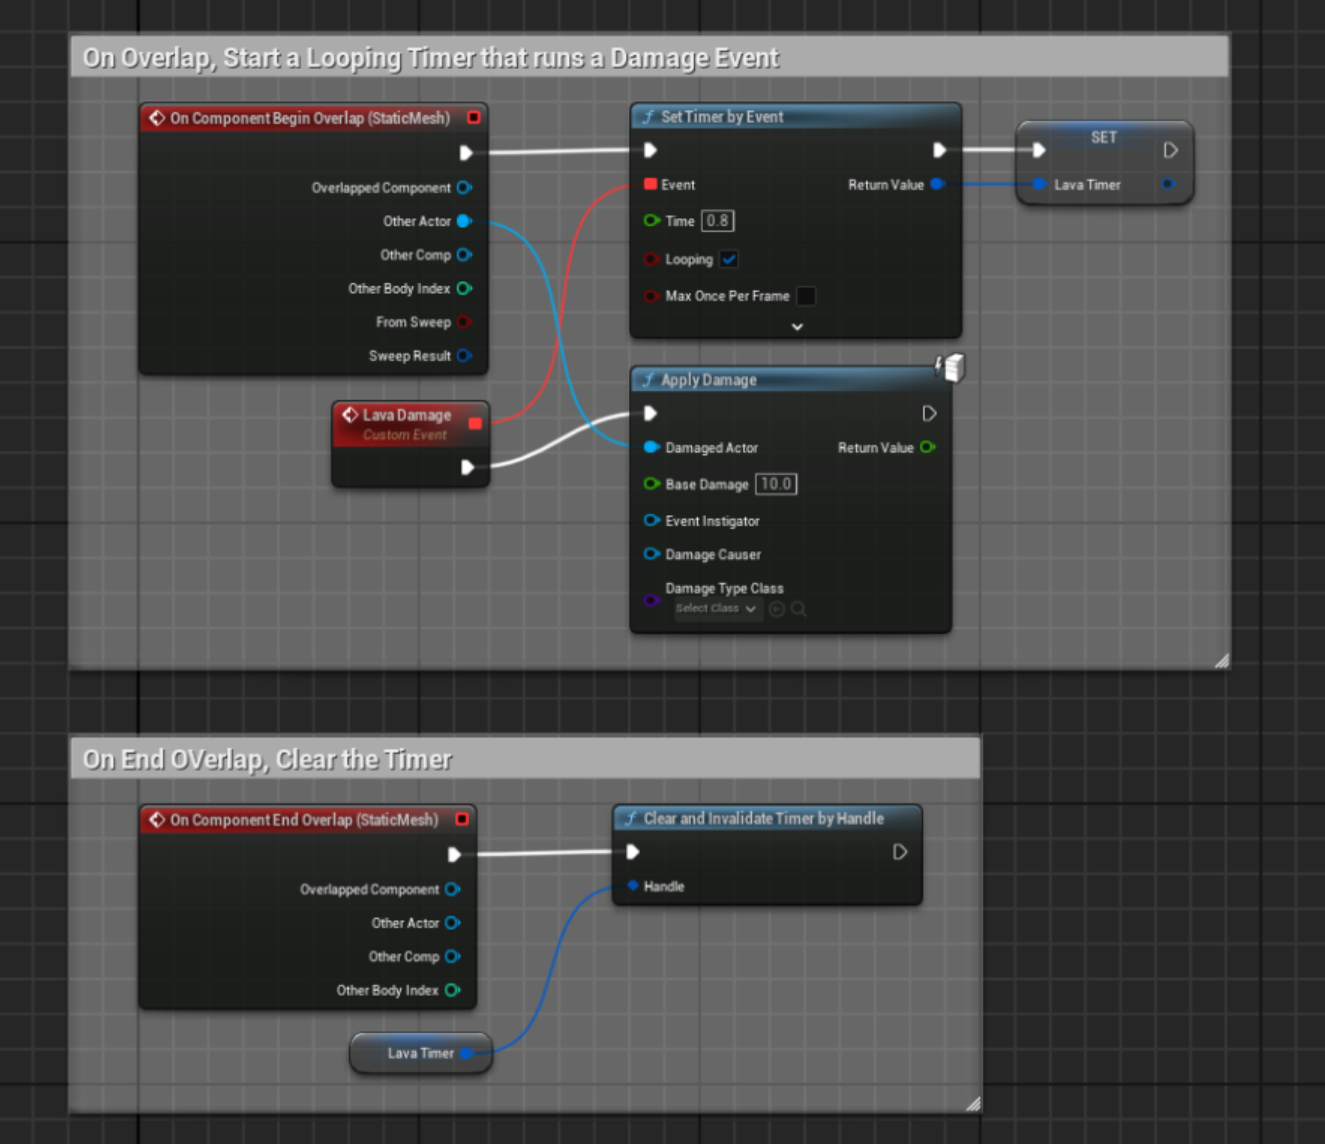 On Overlap, Start a Looping Timer that runs a Damage Event
On Component Begin Overlap (StaticMesh)
Overlapped Component
Other Actor
Other Comp
Other Body Index
From Sweep
Sweep Result
Set Timer by Event
Event
Return Value
Time 0.8
Looping
Max Once Per Frame
SET
Lava Timer
Lava Damage
Custom Event
Apply Damage
Damaged Actor
Return Value
Base Damage 10.0
Event Instigator
Damage Causer
Damage Type Class
Select Class
On End OVerlap, Clear the Timer
On Component End Overlap (StaticMesh)
Overlapped Component
Other Actor
Other Comp
Other Body Index
Clear and Invalidate Timer by Handle
Handle
Lava Timer